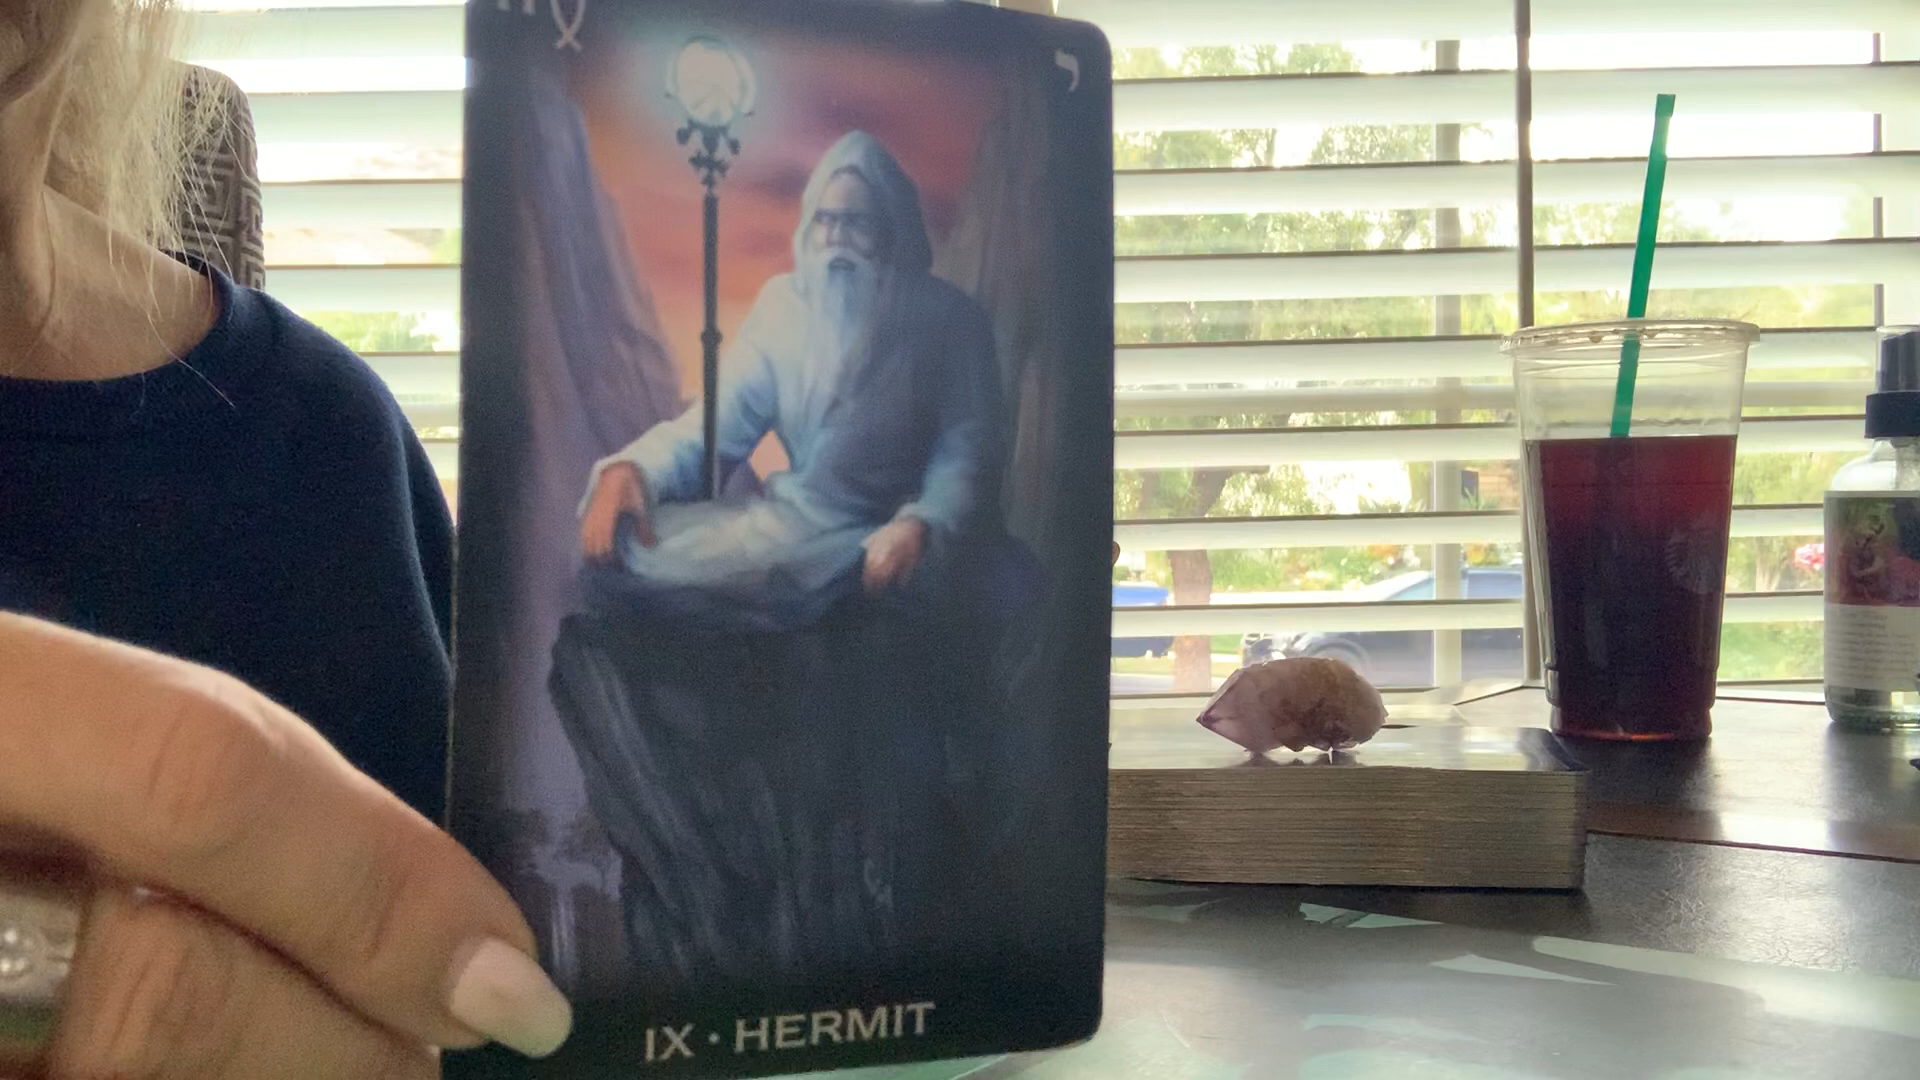 ♍ י
IX · HERMIT